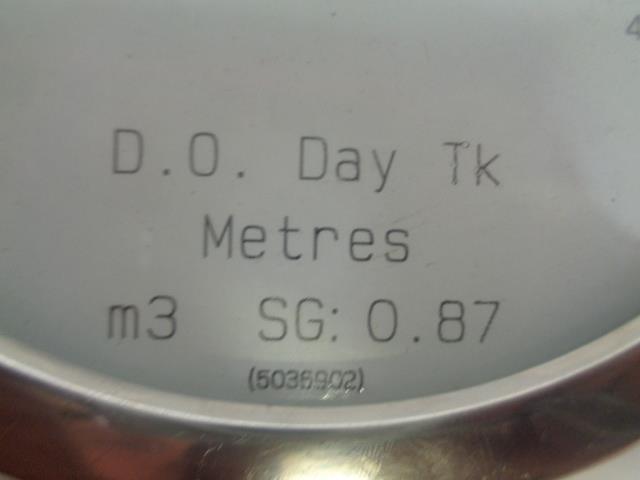 D.O. Day Tk
Metres
m3 SG: 0.87
(5036902)